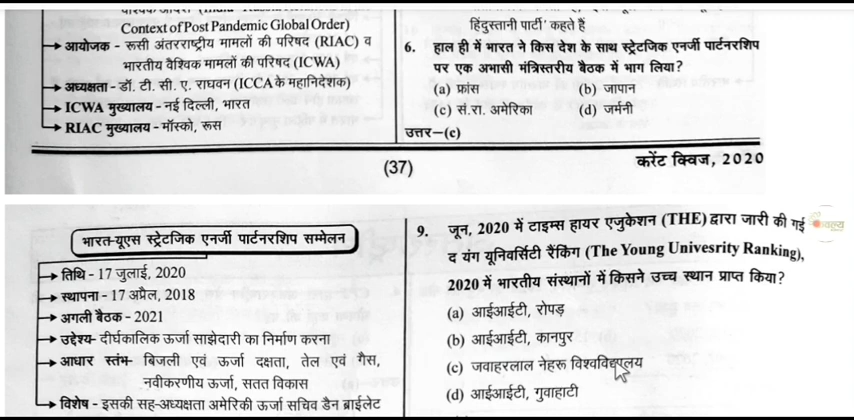 Context of Post Pandemic Global Order)
आयोजक - रूसी अंतरराष्ट्रीय मामलों की परिषद (RIAC) व
भारतीय वैश्विक मामलों की परिषद (ICWA)
अध्यक्षता - डॉ. टी. सी. ए. राघवन (ICCA के महानिदेशक)
ICWA मुख्यालय - नई दिल्ली, भारत
RIAC मुख्यालय - मॉस्को, रूस
हिंदुस्तानी पार्टी' कहते हैं
6. हाल ही में भारत ने किस देश के साथ स्ट्रेटजिक एनर्जी पार्टनरशिप
पर एक अभासी मंत्रिस्तरीय बैठक में भाग लिया?
(a) फ्रांस (b) जापान
(c) सं.रा. अमेरिका (d) जर्मनी
उत्तर-(c)
(37)
करेंट क्विज, 2020
भारत-यूएस स्ट्रेटजिक एनर्जी पार्टनरशिप सम्मेलन
तिथि - 17 जुलाई, 2020
स्थापना - 17 अप्रैल, 2018
अगली बैठक - 2021
उद्देश्य- दीर्घकालिक ऊर्जा साझेदारी का निर्माण करना
आधार स्तंभ- बिजली एवं ऊर्जा दक्षता, तेल एवं गैस,
नवीकरणीय ऊर्जा, सतत विकास
विशेष - इसकी सह-अध्यक्षता अमेरिकी ऊर्जा सचिव डैन ब्राईलेट
9. जून, 2020 में टाइम्स हायर एजुकेशन (THE) द्वारा जारी की गई
द यंग यूनिवर्सिटी रैंकिंग (The Young Univesrity Ranking),
2020 में भारतीय संस्थानों में किसने उच्च स्थान प्राप्त किया?
(a) आईआईटी, रोपड़
(b) आईआईटी, कानपुर
(c) जवाहरलाल नेहरू विश्वविद्यालय
(d) आईआईटी, गुवाहाटी